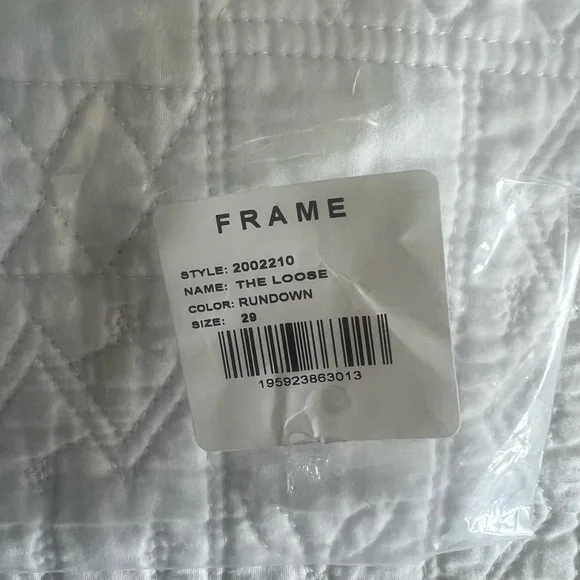 FRAME
STYLE: 2002210
NAME: THE LOOSE
COLOR: RUNDOWN
SIZE: 29
195923863013